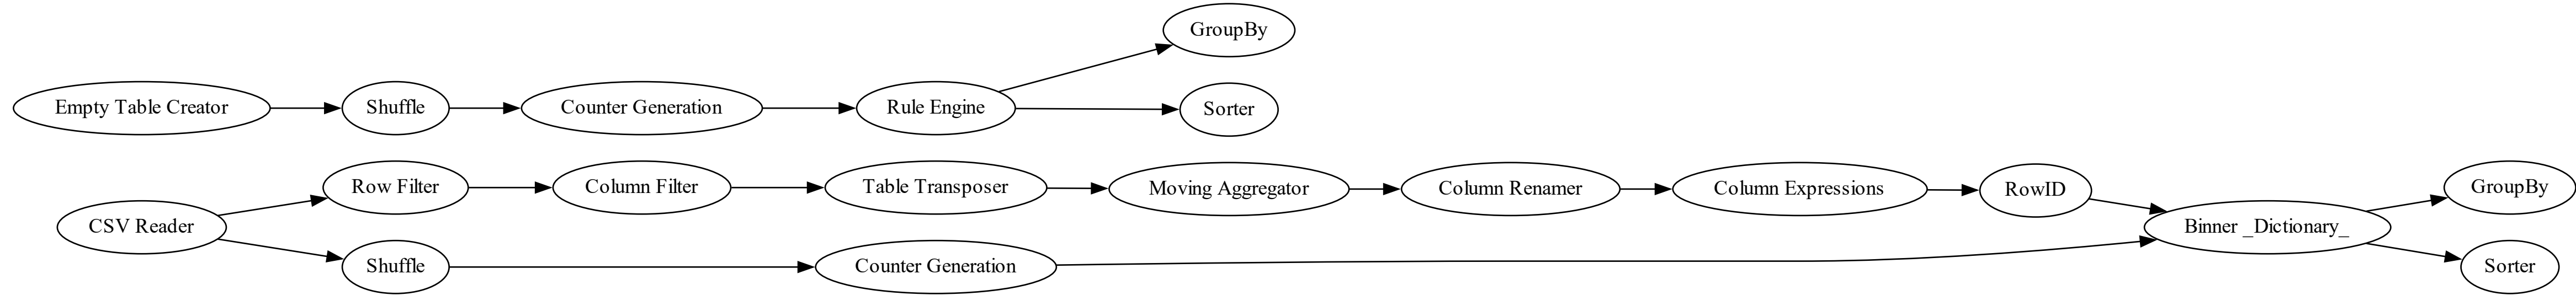 GroupBy
Empty Table Creator
Shuffle
Counter Generation
Rule Engine
Sorter
Row Filter
Column Filter
Table Transposer
Moving Aggregator
Column Renamer
Column Expressions
RowID
GroupBy
CSV Reader
Binner _Dictionary_
Shuffle
Counter Generation
Sorter